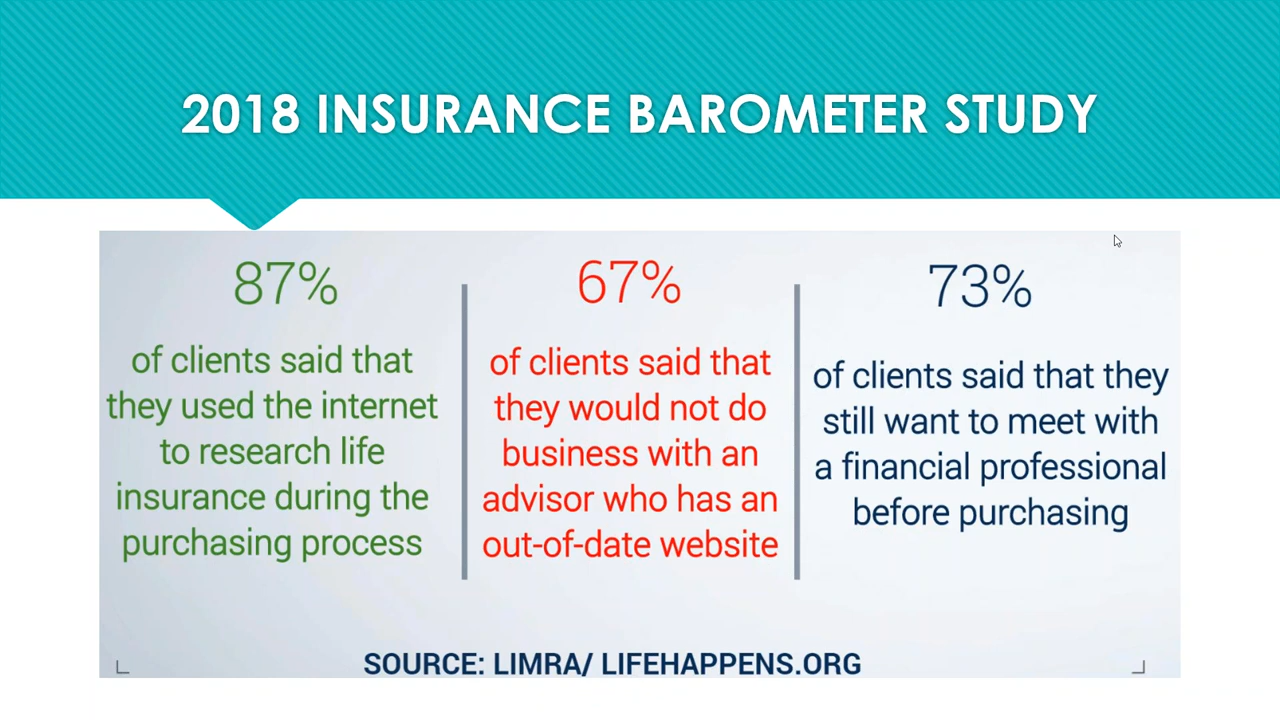 2018 INSURANCE BAROMETER STUDY
87%
of clients said that
they used the internet
to research life
insurance during the
purchasing process
67%
of clients said that
they would not do
business with an
advisor who has an
out-of-date website
73%
of clients said that they
still want to meet with
a financial professional
before purchasing
SOURCE: LIMRA/ LIFEHAPPENS.ORG